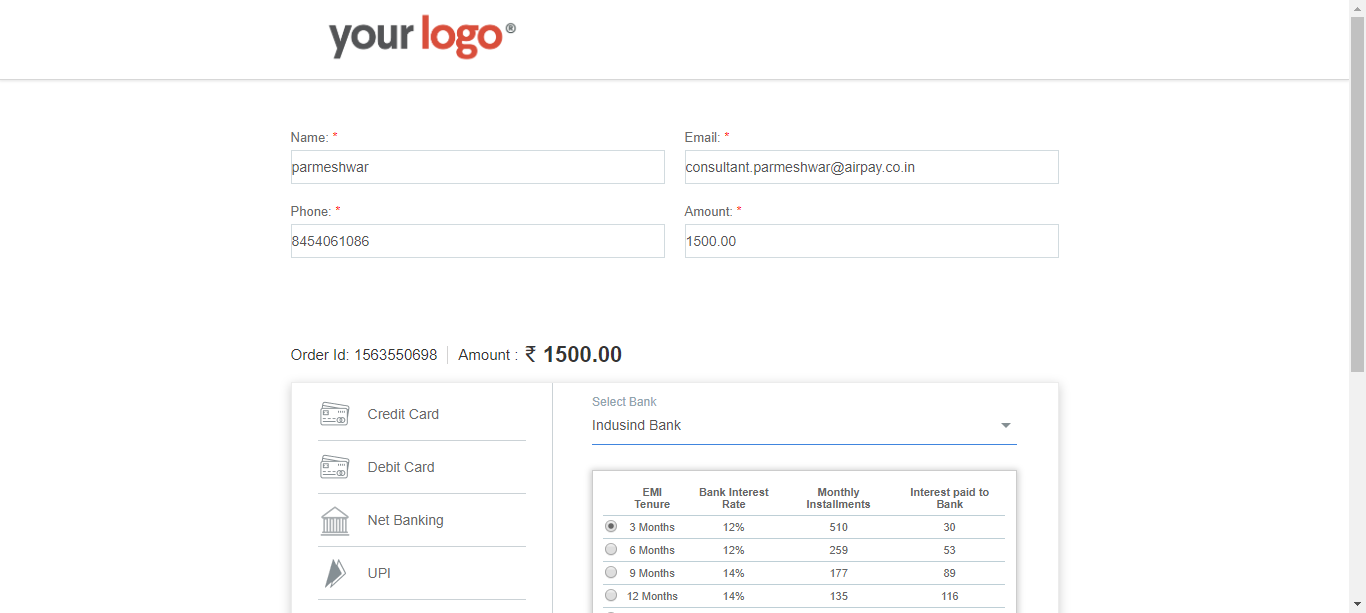 your logo®
Name: * Email: *
parmeshwar consultant.parmeshwar@airpay.co.in
Phone: * Amount: *
8454061086 1500.00
Order Id: 1563550698 Amount : ₹ 1500.00
Credit Card
Debit Card
Net Banking
UPI
Select Bank
Indusind Bank
EMI Tenure Bank Interest Rate Monthly Installments Interest paid to Bank
3 Months 12% 510 30
6 Months 12% 259 53
9 Months 14% 177 89
12 Months 14% 135 116